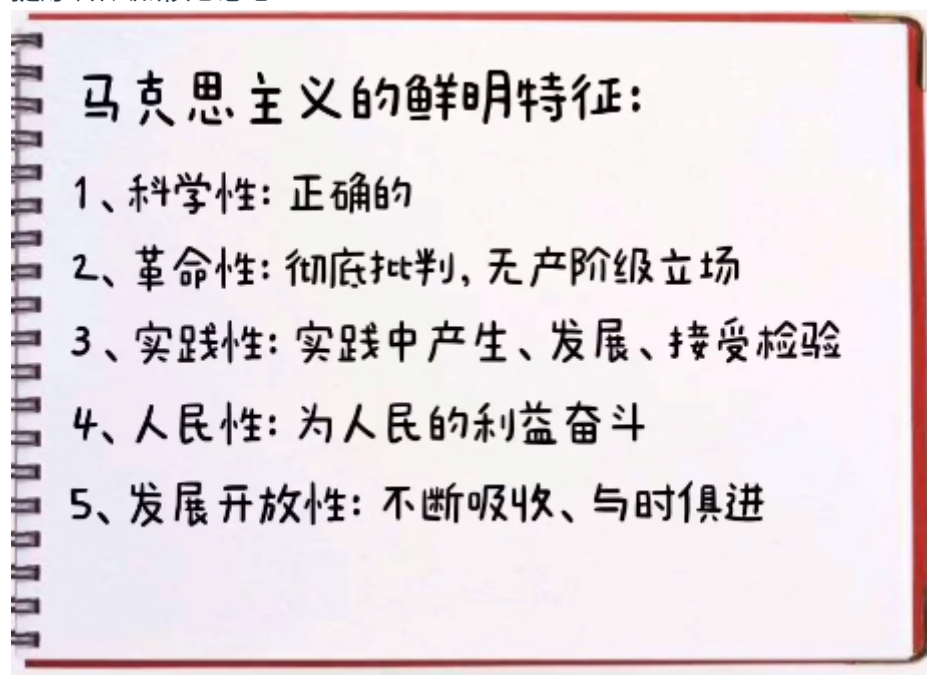 马克思主义的鲜明特征:
1、科学性: 正确的
2、革命性: 彻底批判, 无产阶级立场
3、实践性: 实践中产生、发展、接受检验
4、人民性: 为人民的利益奋斗
5、发展开放性: 不断吸收、与时俱进